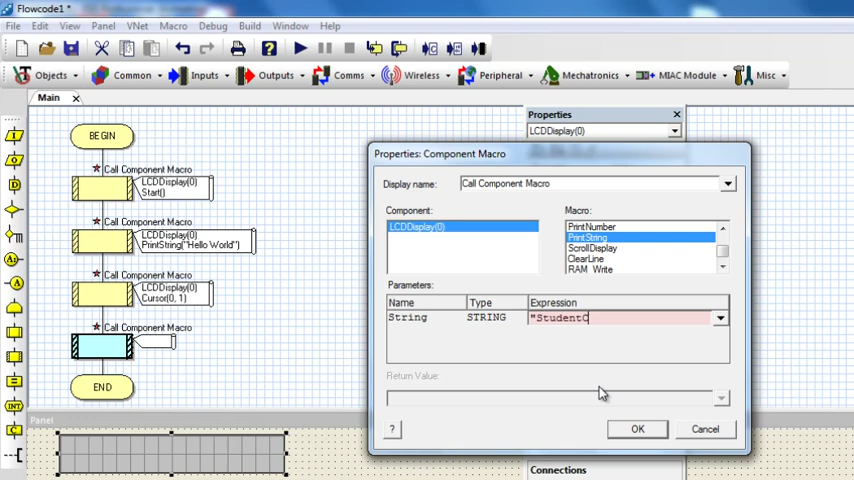 Flowcode1 *
File Edit View Panel VNet Macro Debug Build Window Help
Objects Common Inputs Outputs Comms Wireless Peripheral Mechatronics MIAC Module Misc
Main
BEGIN
Call Component Macro
LCDDisplay(0)
Start()
Call Component Macro
LCDDisplay(0)
PrintString("Hello World")
Call Component Macro
LCDDisplay(0)
Cursor(0, 1)
Call Component Macro
END
Panel
Properties
LCDDisplay(0)
Properties: Component Macro
Display name: Call Component Macro
Component: Macro:
LCDDisplay(0)
PrintNumber
PrintString
ScrollDisplay
ClearLine
RAM_Write
Parameters:
Name Type Expression
String STRING "StudentC
Return Value:
? OK Cancel
Connections